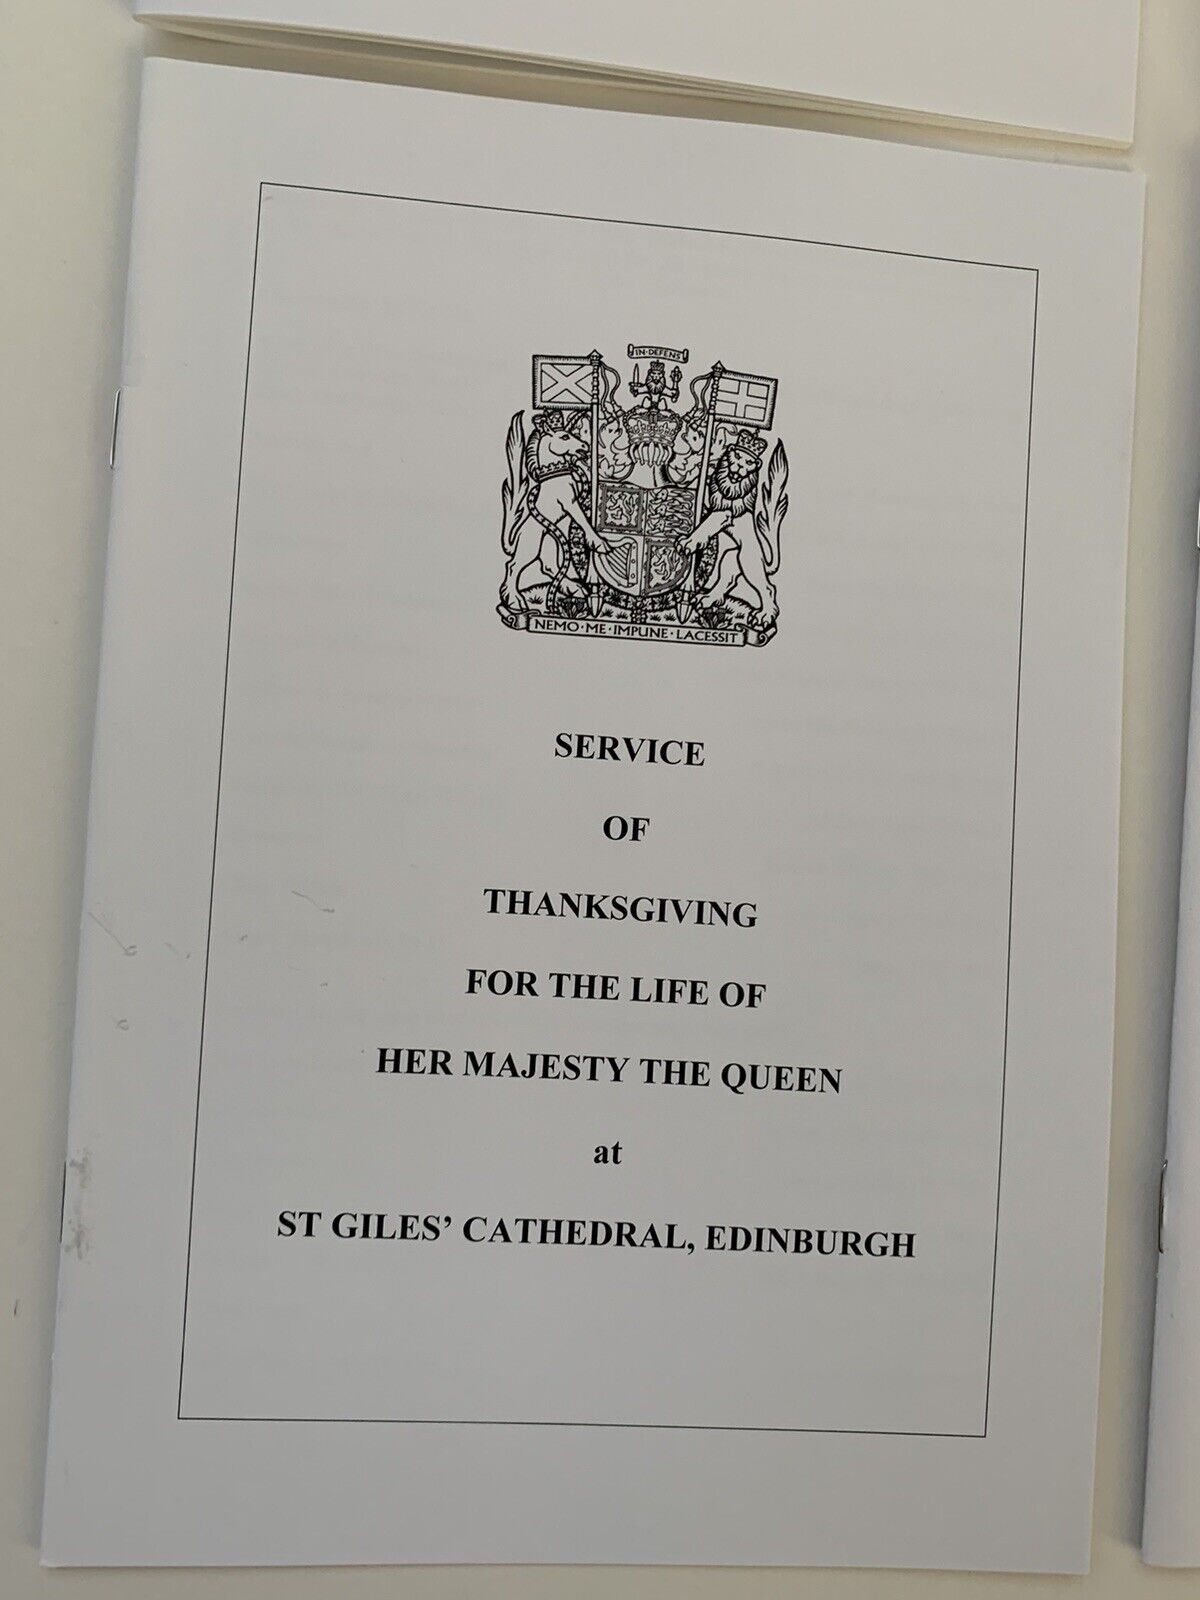 IN·DEFENS
NEMO·ME·IMPUNE·LACESSIT
SERVICE
OF
THANKSGIVING
FOR THE LIFE OF
HER MAJESTY THE QUEEN
at
ST GILES’ CATHEDRAL, EDINBURGH